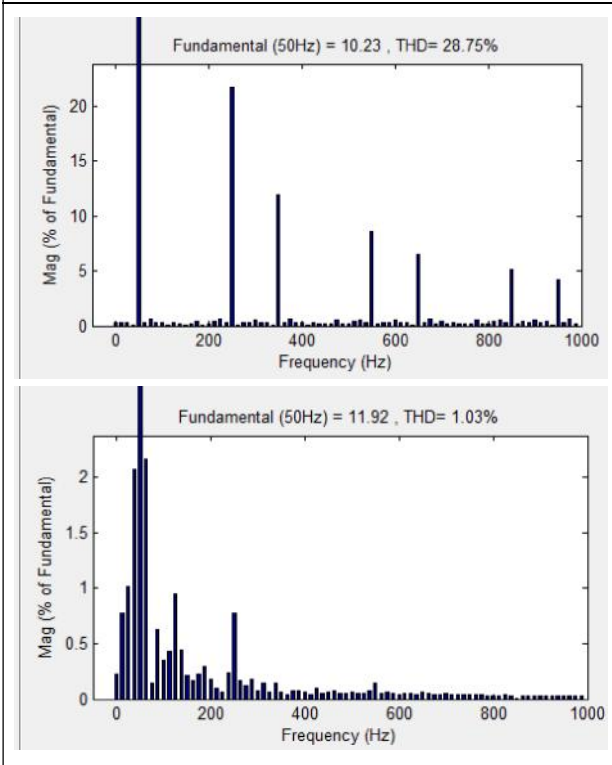 Fundamental (50Hz) = 10.23 , THD= 28.75%
Mag (% of Fundamental)
20
15
10
5
0
0 200 400 600 800 1000
Frequency (Hz)
Fundamental (50Hz) = 11.92 , THD= 1.03%
Mag (% of Fundamental)
2
1.5
1
0.5
0
0 200 400 600 800 1000
Frequency (Hz)